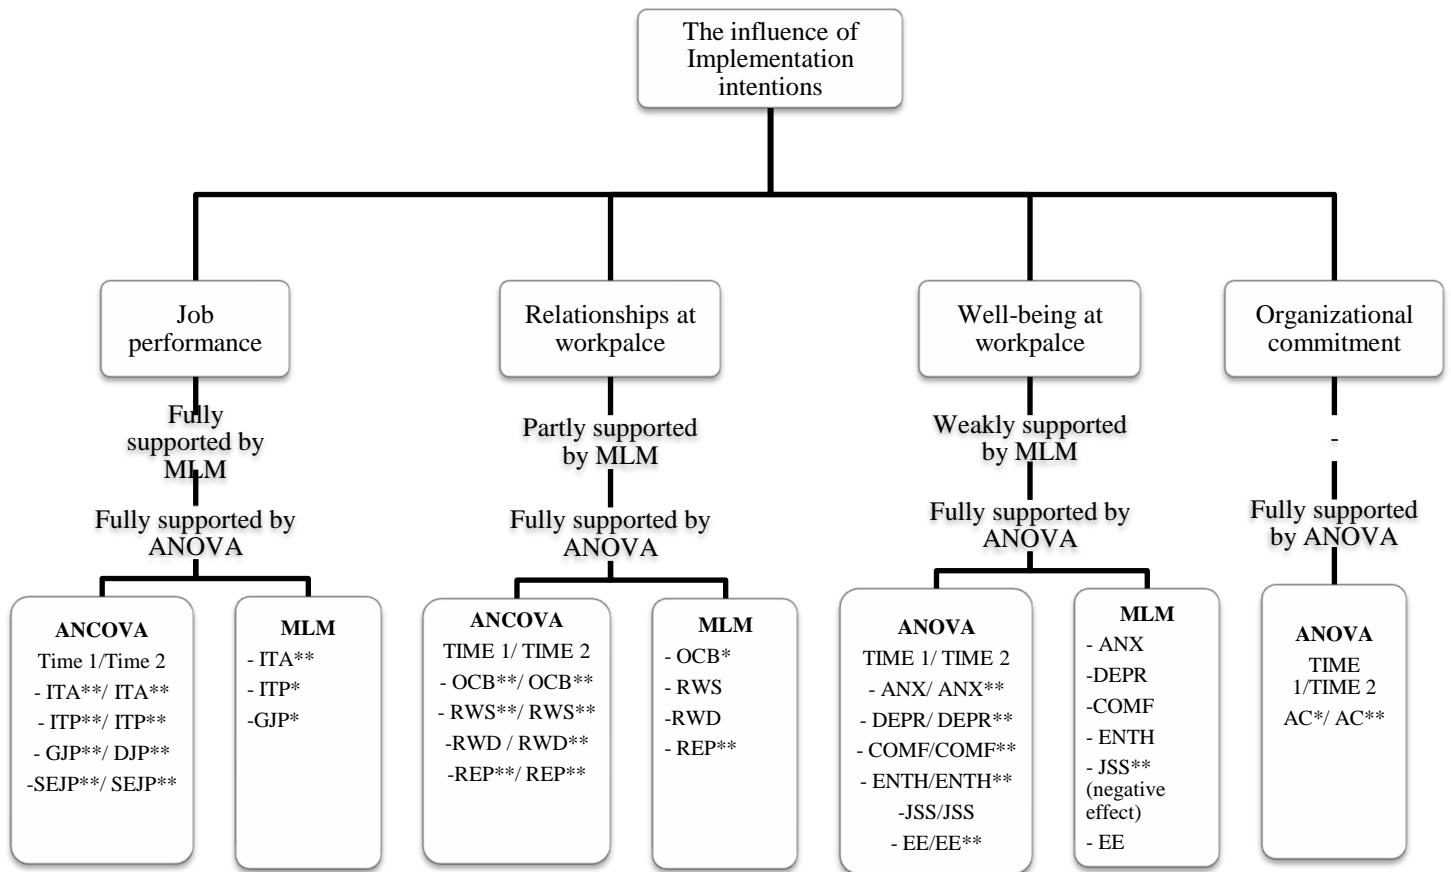 The influence of
Implementation
intentions
Job
performance
Relationships at
workpalce
Well-being at
workpalce
Organizational
commitment
Fully
supported by
MLM
Partly supported
by MLM
Weakly supported
by MLM
-
Fully supported by
ANOVA
Fully supported by
ANOVA
Fully supported by
ANOVA
Fully supported
by ANOVA
ANCOVA
Time 1/Time 2
- ITA**/ ITA**
- ITP**/ ITP**
- GJP**/ DJP**
-SEJP**/ SEJP**
MLM
- ITA**
- ITP*
-GJP*
ANCOVA
TIME 1/ TIME 2
- OCB**/ OCB**
- RWS**/ RWS**
-RWD / RWD**
-REP**/ REP**
MLM
- OCB*
- RWS
-RWD
- REP**
ANOVA
TIME 1/ TIME 2
- ANX/ ANX**
- DEPR/ DEPR**
- COMF/COMF**
- ENTH/ENTH**
-JSS/JSS
- EE/EE**
MLM
- ANX
-DEPR
-COMF
- ENTH
- JSS**
(negative
effect)
- EE
ANOVA
TIME
1/TIME 2
AC*/ AC**